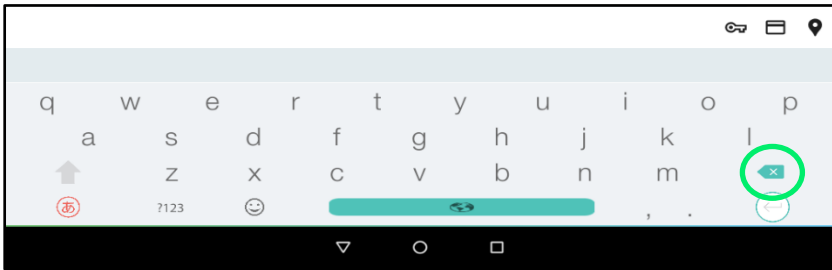 q w e r t y u i o p
a s d f g h j k l
z x c v b n m
あ ?123 , .